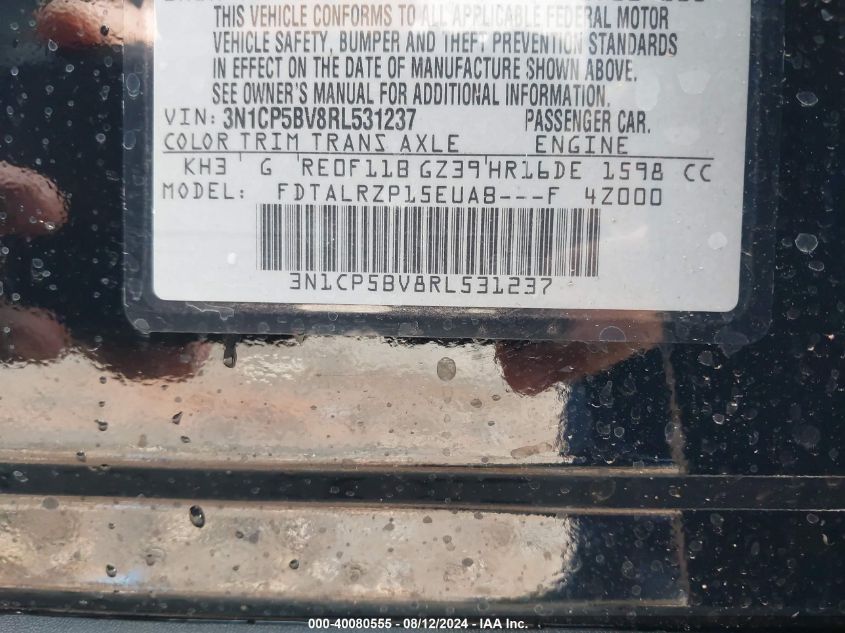 THIS VEHICLE CONFORMS TO ALL APPLICABLE FEDERAL MOTOR
VEHICLE SAFETY, BUMPER AND THEFT PREVENTION STANDARDS
IN EFFECT ON THE DATE OF MANUFACTURE SHOWN ABOVE.
SEE OWNER'S MANUAL FOR ADDITIONAL INFORMATION.
VIN: 3N1CP5BV8RL531237 PASSENGER CAR.
COLOR TRIM TRANS AXLE ENGINE
KH3 G RE0F11B GZ39 HR16DE 1598 CC
MODEL: FDTALRZP15EUA8---F 4Z000
3N1CP5BV8RL531237
000-40080555 - 08/12/2024 - IAA Inc.